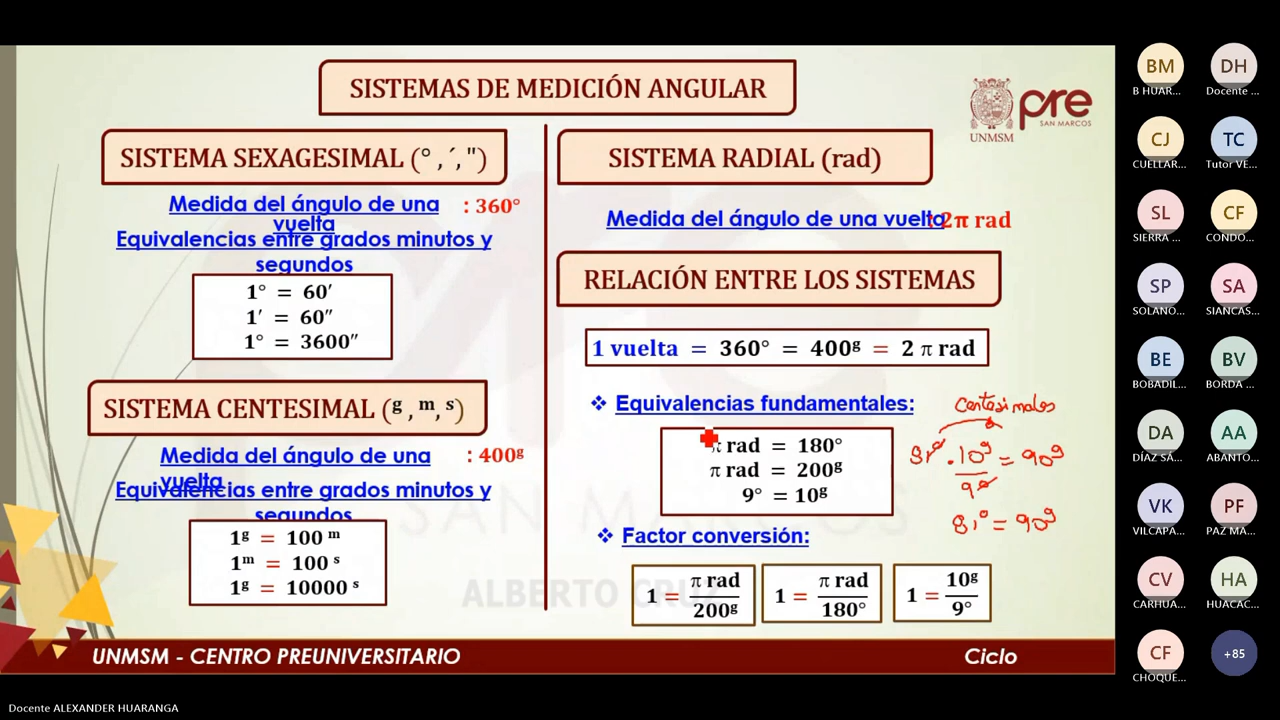 SISTEMAS DE MEDICIÓN ANGULAR
UNMSM
pre
SAN MARCOS
SISTEMA SEXAGESIMAL (° , ´, ")
Medida del ángulo de una vuelta
: 360°
Equivalencias entre grados minutos y segundos
1° = 60′
1′ = 60″
1° = 3600″
SISTEMA CENTESIMAL (ᵍ , ᵐ, ˢ)
Medida del ángulo de una vuelta
: 400ᵍ
Equivalencias entre grados minutos y segundos
1ᵍ = 100 ᵐ
1ᵐ = 100 ˢ
1ᵍ = 10000 ˢ
SISTEMA RADIAL (rad)
Medida del ángulo de una vuelta
: 2π rad
RELACIÓN ENTRE LOS SISTEMAS
1 vuelta = 360° = 400ᵍ = 2 π rad
❖ Equivalencias fundamentales:
π rad = 180°
π rad = 200ᵍ
9° = 10ᵍ
Centesimales
81° . 10ᵍ = 90ᵍ
9°
81° = 90ᵍ
❖ Factor conversión:
1 = π rad / 200ᵍ
1 = π rad / 180°
1 = 10ᵍ / 9°
SAN MARCOS
ALBERTO CRUZ
UNMSM - CENTRO PREUNIVERSITARIO
Ciclo
BM
B HUAR...
DH
Docente ...
CJ
CUELLAR...
TC
Tutor VE...
SL
SIERRA ...
CF
CONDO...
SP
SOLANO...
SA
SIANCAS...
BE
BOBADIL...
BV
BORDA ...
DA
DÍAZ SÁ...
AA
ABANTO...
VK
VILCAPA...
PF
PAZ MA...
CV
CARHUA...
HA
HUACAC...
CF
CHOQUE...
+85
Docente ALEXANDER HUARANGA